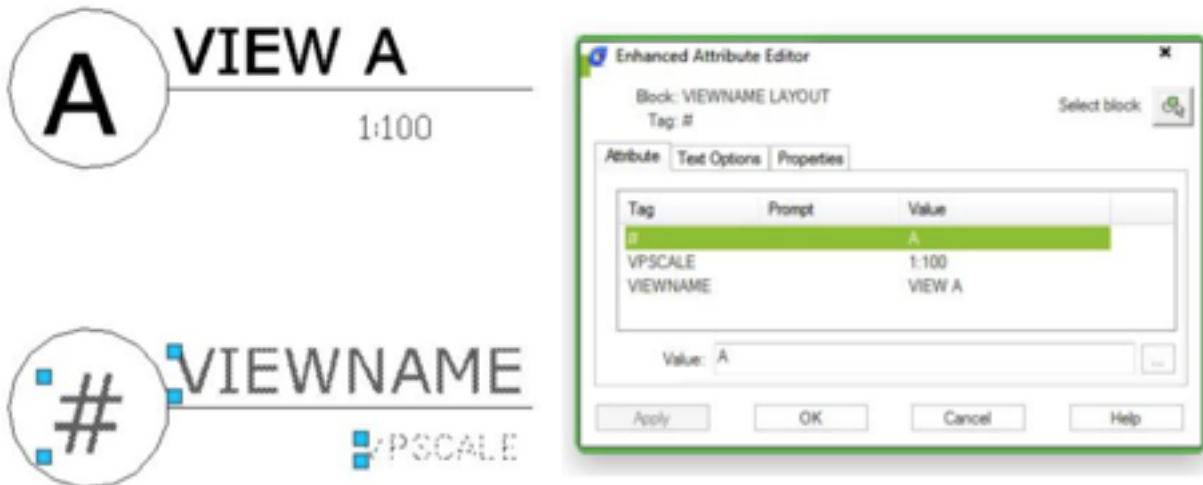 A
VIEW A
1:100
#
VIEWNAME
VPSCALE
Enhanced Attribute Editor
Block: VIEWNAME LAYOUT
Tag: #
Select block
Attribute Text Options Properties
Tag Prompt Value
# A
VPSCALE 1:100
VIEWNAME VIEW A
Value: A
...
Apply OK Cancel Help